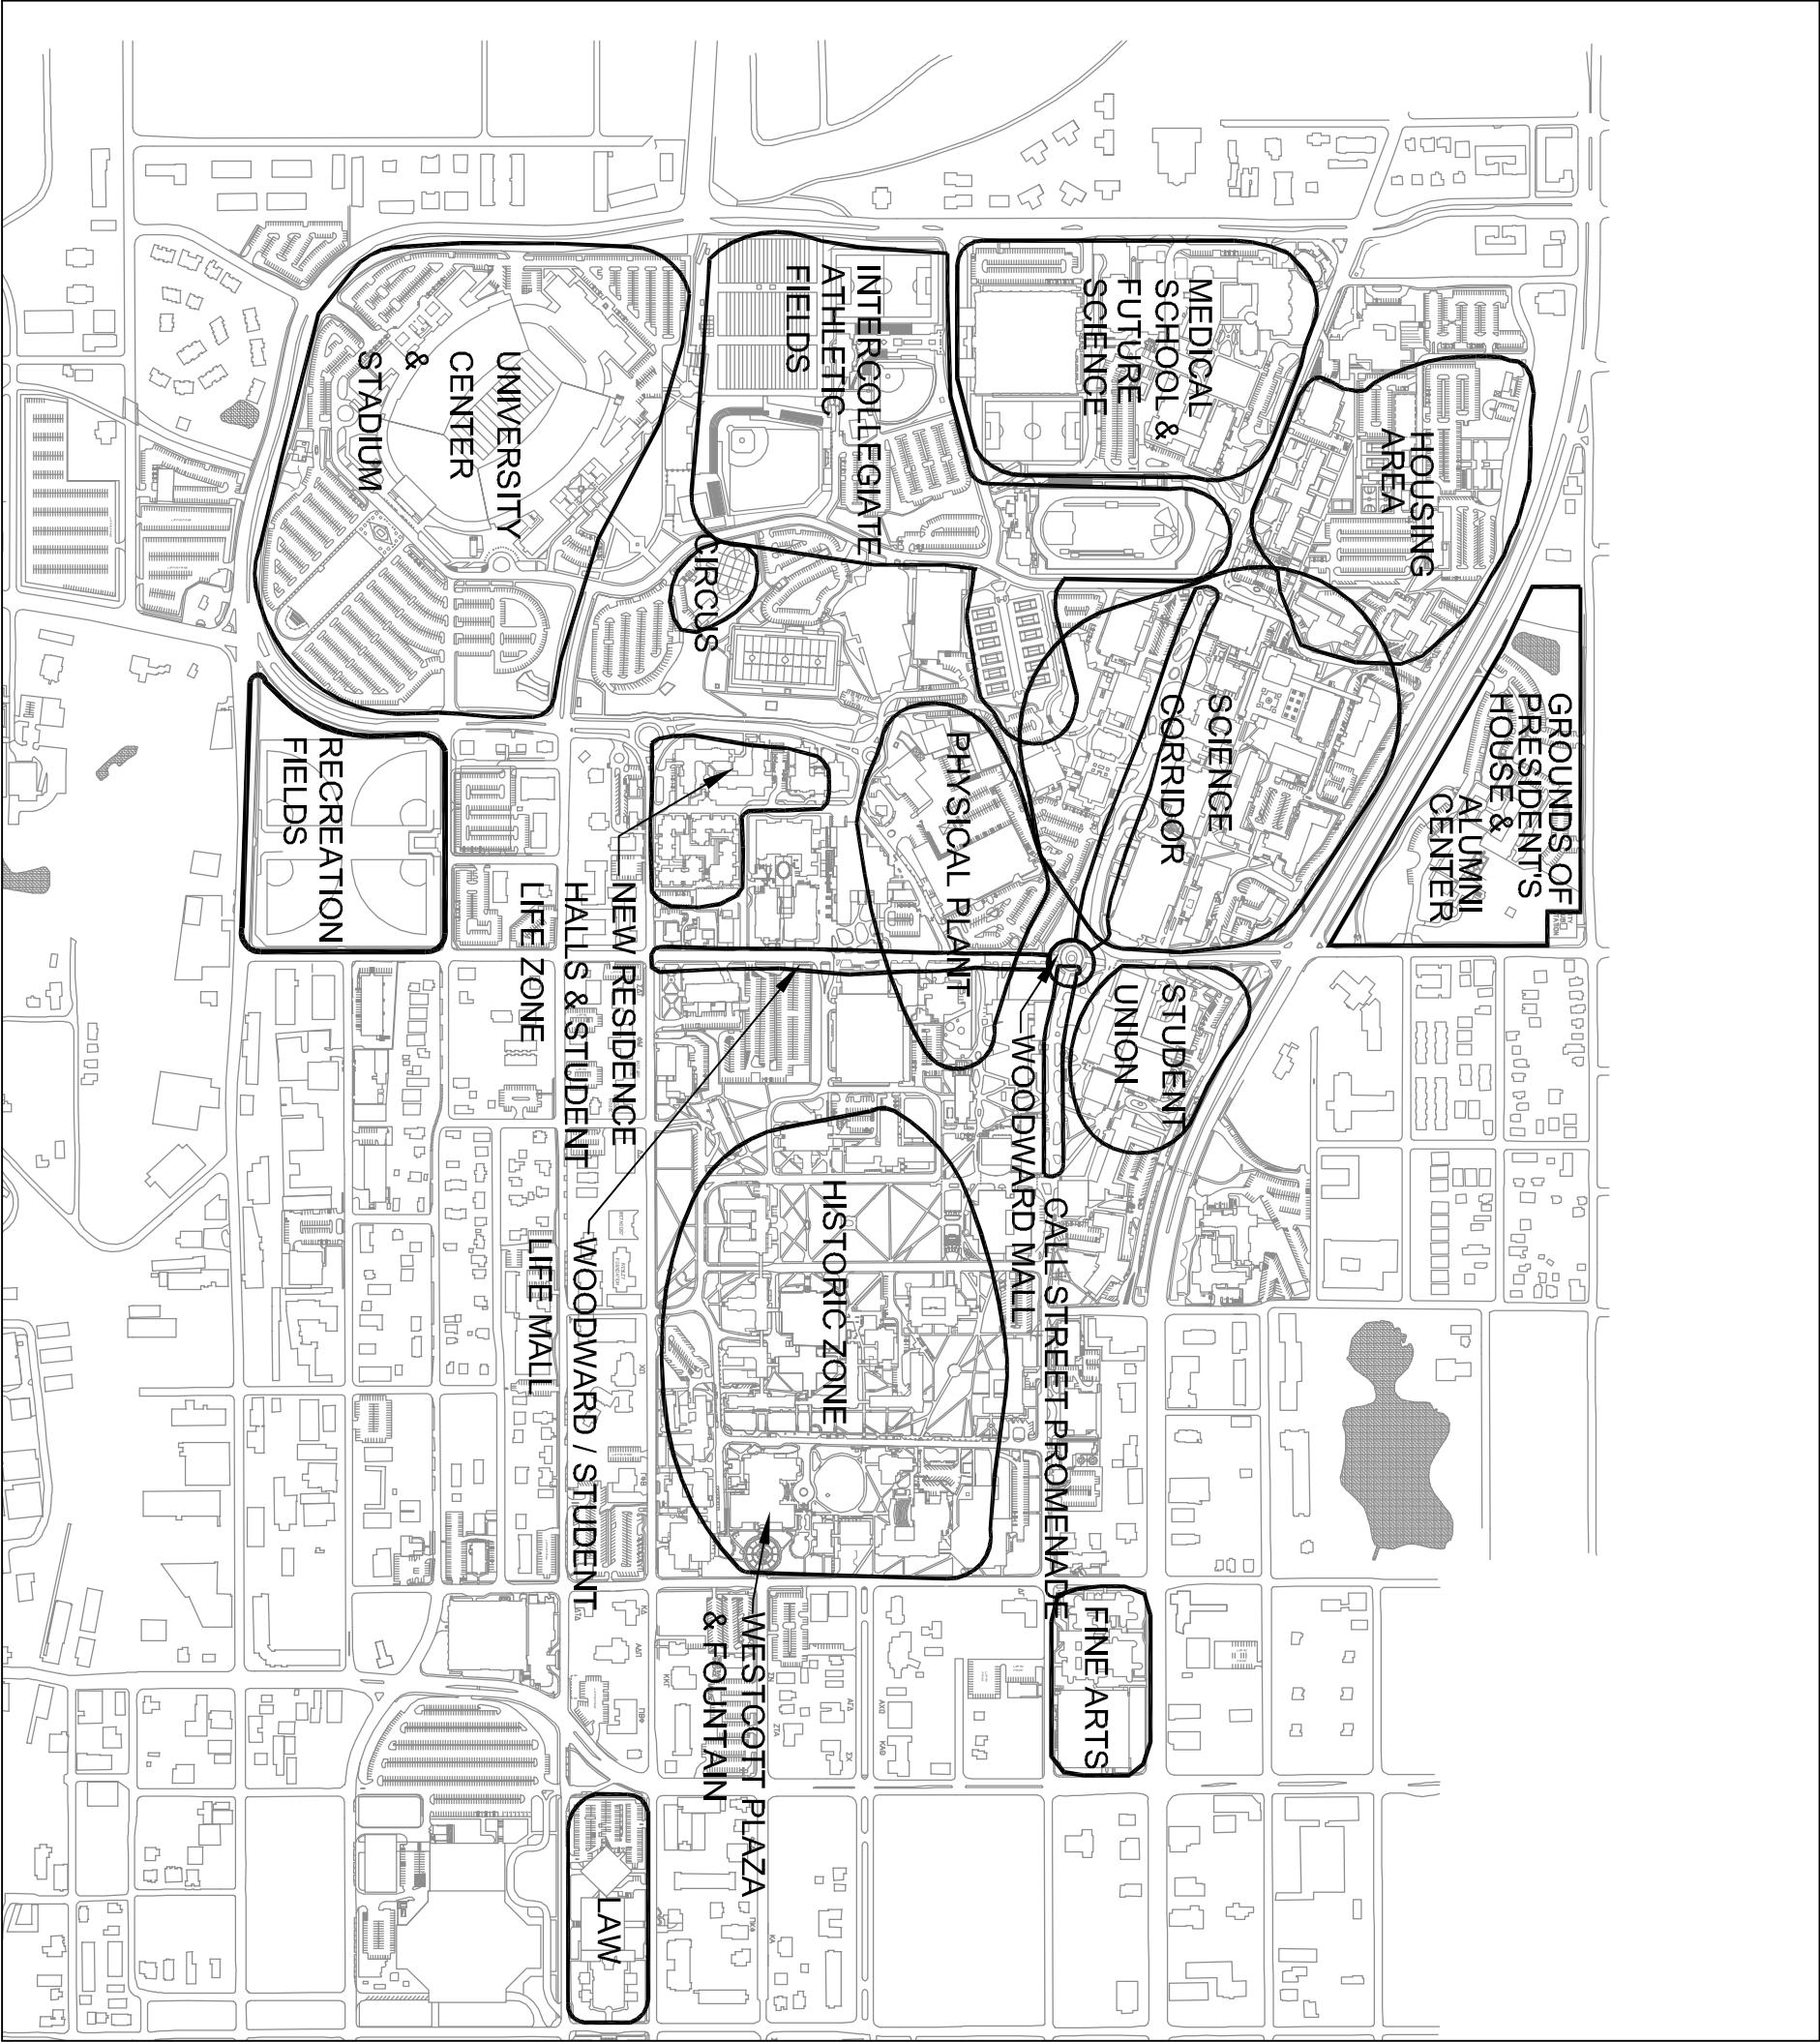 MEDICAL
SCHOOL &
FUTURE
SCIENCE
HOUSING
AREA
GROUNDS OF
PRESIDENT'S
HOUSE &
ALUMNI
CENTER
INTERCOLLEGIATE
ATHLETIC
FIELDS
UNIVERSITY
CENTER
&
STADIUM
CIRCUS
SCIENCE
CORRIDOR
PHYSICAL PLANT
RECREATION
FIELDS
NEW RESIDENCE
HALLS & STUDENT
LIFE ZONE
STUDENT
UNION
WOODWARD MALL
CALL STREET PROMENADE
HISTORIC ZONE
WOODWARD / STUDENT
LIFE MALL
WESTCOTT PLAZA
& FOUNTAIN
FINE ARTS
LAW